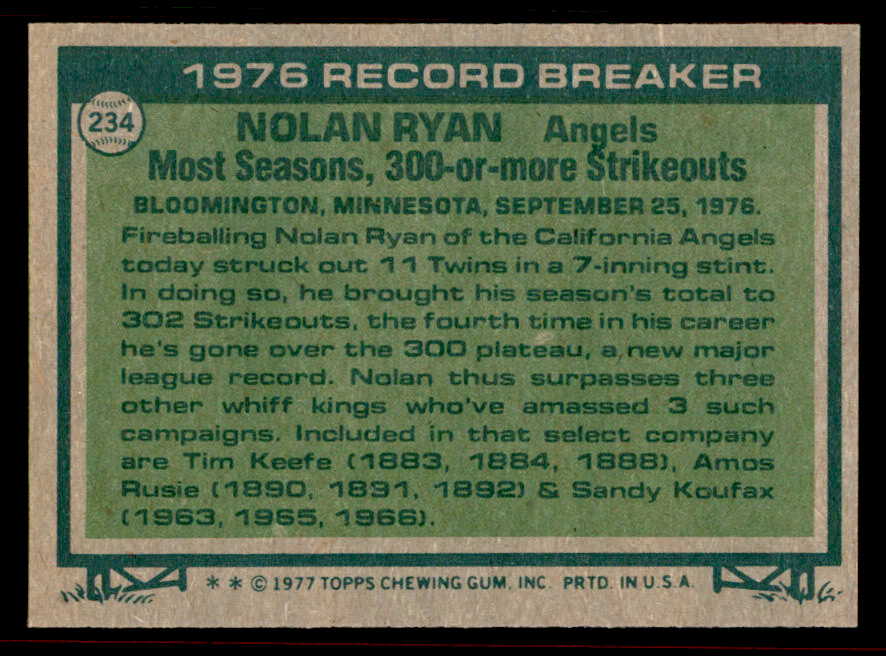 1976 RECORD BREAKER
234
NOLAN RYAN Angels
Most Seasons, 300-or-more Strikeouts
BLOOMINGTON, MINNESOTA, SEPTEMBER 25, 1976.
Fireballing Nolan Ryan of the California Angels
today struck out 11 Twins in a 7-inning stint.
In doing so, he brought his season's total to
302 Strikeouts, the fourth time in his career
he's gone over the 300 plateau, a new major
league record. Nolan thus surpasses three
other whiff kings who've amassed 3 such
campaigns. Included in that select company
are Tim Keefe (1883, 1884, 1888), Amos
Rusie (1890, 1891, 1892) & Sandy Koufax
(1963, 1965, 1966).
* * © 1977 TOPPS CHEWING GUM, INC. PRTD. IN U.S.A.